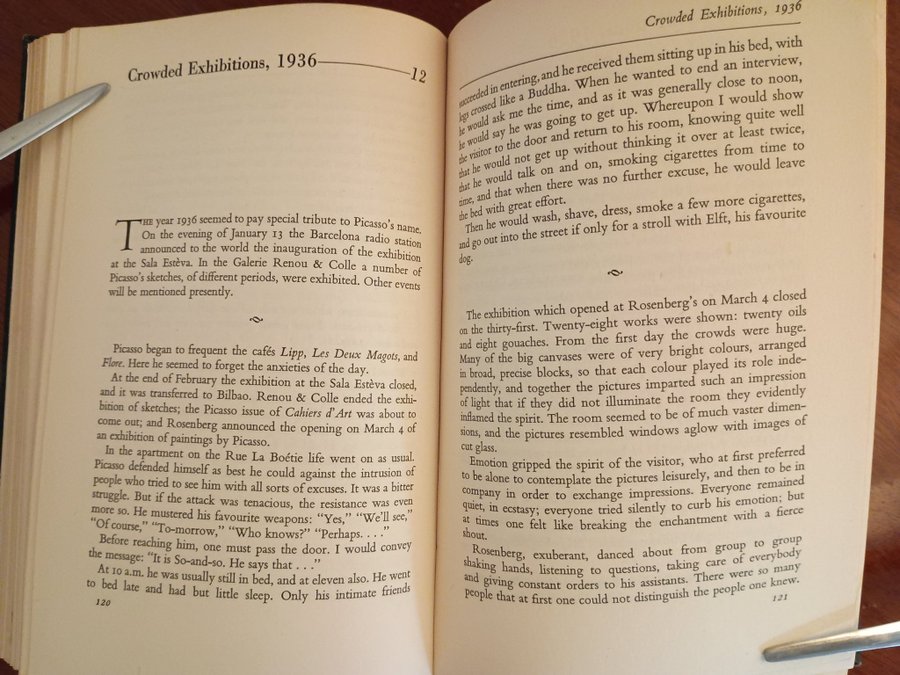 Crowded Exhibitions, 1936 12
THE year 1936 seemed to pay special tribute to Picasso's name.
On the evening of January 13 the Barcelona radio station
announced to the world the inauguration of the exhibition
at the Sala Estèva. In the Galerie Renou & Colle a number of
Picasso's sketches, of different periods, were exhibited. Other events
will be mentioned presently.
Picasso began to frequent the cafés Lipp, Les Deux Magots, and
Flore. Here he seemed to forget the anxieties of the day.
At the end of February the exhibition at the Sala Estèva closed,
and it was transferred to Bilbao. Renou & Colle ended the exhi-
bition of sketches; the Picasso issue of Cahiers d'Art was about to
come out; and Rosenberg announced the opening on March 4 of
an exhibition of paintings by Picasso.
In the apartment on the Rue La Boétie life went on as usual.
Picasso defended himself as best he could against the intrusion of
people who tried to see him with all sorts of excuses. It was a bitter
struggle. But if the attack was tenacious, the resistance was even
more so. He mustered his favourite weapons: "Yes," "We'll see,"
"Of course," "To-morrow," "Who knows?" "Perhaps. . . ."
Before reaching him, one must pass the door. I would convey
the message: "It is So-and-so. He says that . . ."
At 10 a.m. he was usually still in bed, and at eleven also. He went
to bed late and had but little sleep. Only his intimate friends
120
Crowded Exhibitions, 1936
succeeded in entering, and he received them sitting up in his bed, with
legs crossed like a Buddha. When he wanted to end an interview,
he would ask me the time, and as it was generally close to noon,
he would say he was going to get up. Whereupon I would show
the visitor to the door and return to his room, knowing quite well
that he would not get up without thinking it over at least twice,
that he would talk on and on, smoking cigarettes from time to
time, and that when there was no further excuse, he would leave
the bed with great effort.
Then he would wash, shave, dress, smoke a few more cigarettes,
and go out into the street if only for a stroll with Elft, his favourite
dog.
The exhibition which opened at Rosenberg's on March 4 closed
on the thirty-first. Twenty-eight works were shown: twenty oils
and eight gouaches. From the first day the crowds were huge.
Many of the big canvases were of very bright colours, arranged
in broad, precise blocks, so that each colour played its role inde-
pendently, and together the pictures imparted such an impression
of light that if they did not illuminate the room they evidently
inflamed the spirit. The room seemed to be of much vaster dimen-
sions, and the pictures resembled windows aglow with images of
cut glass.
Emotion gripped the spirit of the visitor, who at first preferred
to be alone to contemplate the pictures leisurely, and then to be in
company in order to exchange impressions. Everyone remained
quiet, in ecstasy; everyone tried silently to curb his emotion; but
at times one felt like breaking the enchantment with a fierce
shout.
Rosenberg, exuberant, danced about from group to group
shaking hands, listening to questions, taking care of everybody
and giving constant orders to his assistants. There were so many
people that at first one could not distinguish the people one knew.
121